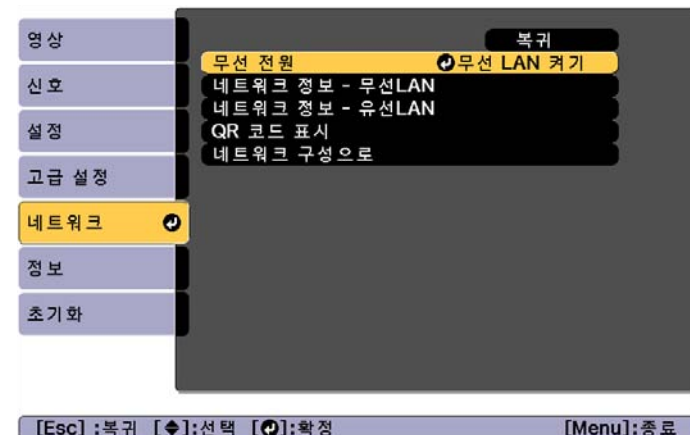 영상
신호
설정
고급 설정
네트워크
정보
초기화
복귀
무선 전원 무선 LAN 켜기
네트워크 정보 - 무선LAN
네트워크 정보 - 유선LAN
QR 코드 표시
네트워크 구성으로
[Esc] :복귀 [◆]:선택 [↵]:확정 [Menu]:종료